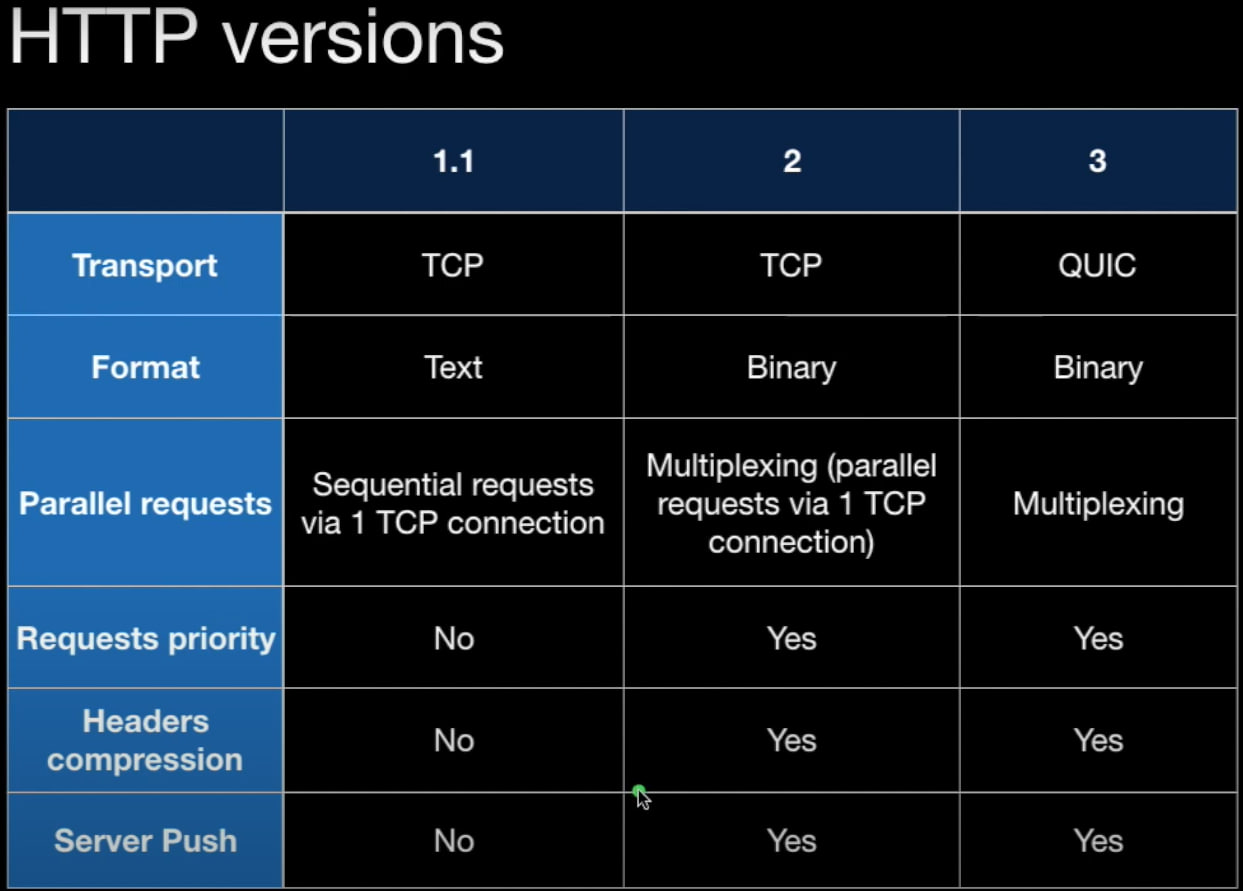 HTTP versions
1.1 2 3
Transport TCP TCP QUIC
Format Text Binary Binary
Parallel requests
Sequential requests
via 1 TCP connection
Multiplexing (parallel
requests via 1 TCP
connection)
Multiplexing
Requests priority No Yes Yes
Headers
compression
No Yes Yes
Server Push No Yes Yes